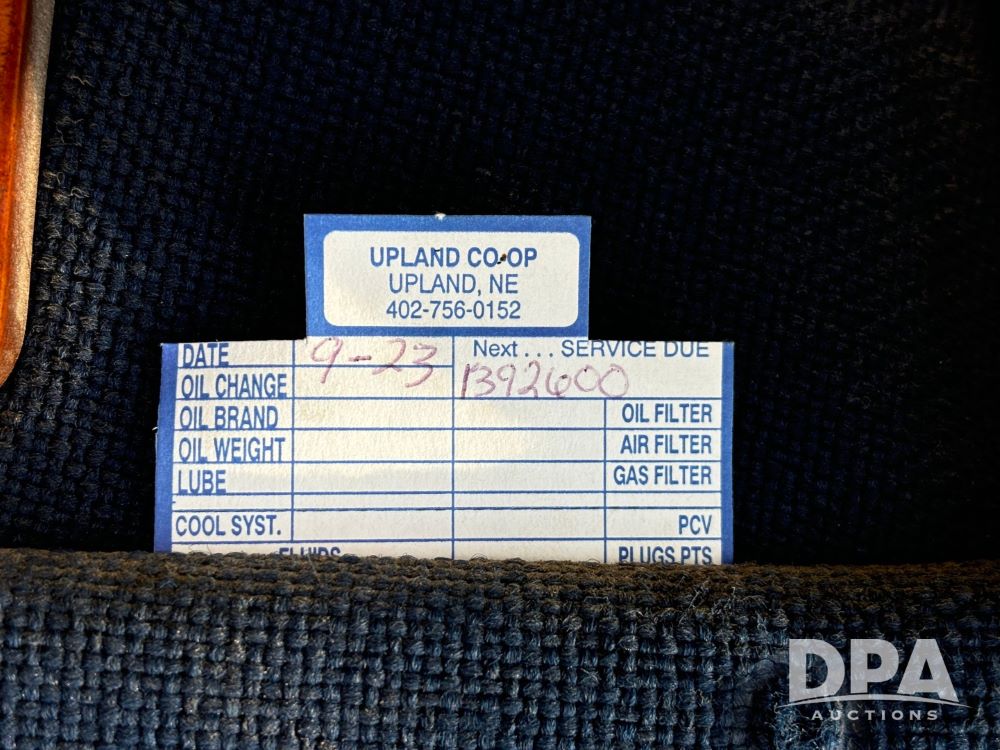 UPLAND CO-OP
UPLAND, NE
402-756-0152
DATE 9-23 Next . . . SERVICE DUE
OIL CHANGE 1392600
OIL BRAND OIL FILTER
OIL WEIGHT AIR FILTER
LUBE GAS FILTER
COOL SYST. PCV
FLUIDS PLUGS PTS
DPA
AUCTIONS